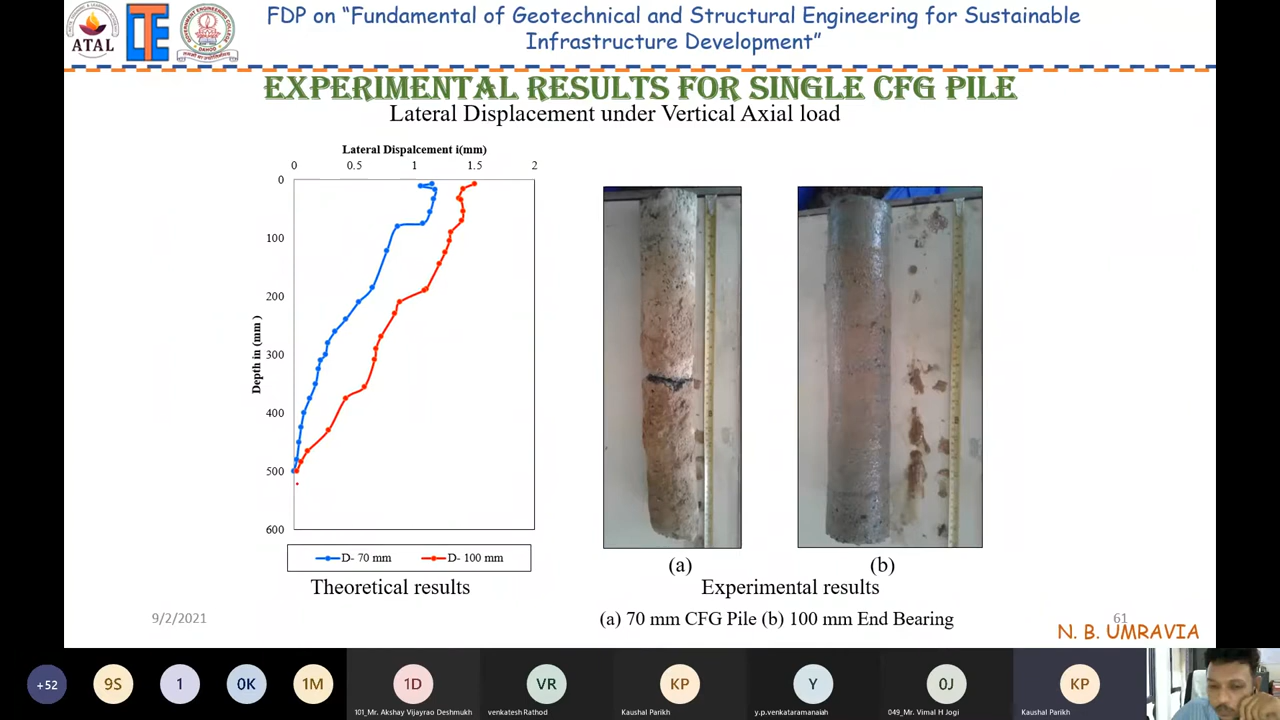 FDP on “Fundamental of Geotechnical and Structural Engineering for Sustainable
Infrastructure Development”
ATAL
EXPERIMENTAL RESULTS FOR SINGLE CFG PILE
Lateral Displacement under Vertical Axial load
Lateral Dispalcement i(mm)
0 0.5 1 1.5 2
0
100
200
300
400
500
600
Depth in (mm )
D- 70 mm D- 100 mm
Theoretical results
(a) (b)
Experimental results
(a) 70 mm CFG Pile (b) 100 mm End Bearing
9/2/2021
61
N. B. UMRAVIA
+52 9S 1 0K 1M 1D VR KP Y 0J KP
101_Mr. Akshay Vijayrao Deshmukh venkatesh Rathod Kaushal Parikh y.p.venkataramanaiah 049_Mr. Vimal H Jogi Kaushal Parikh